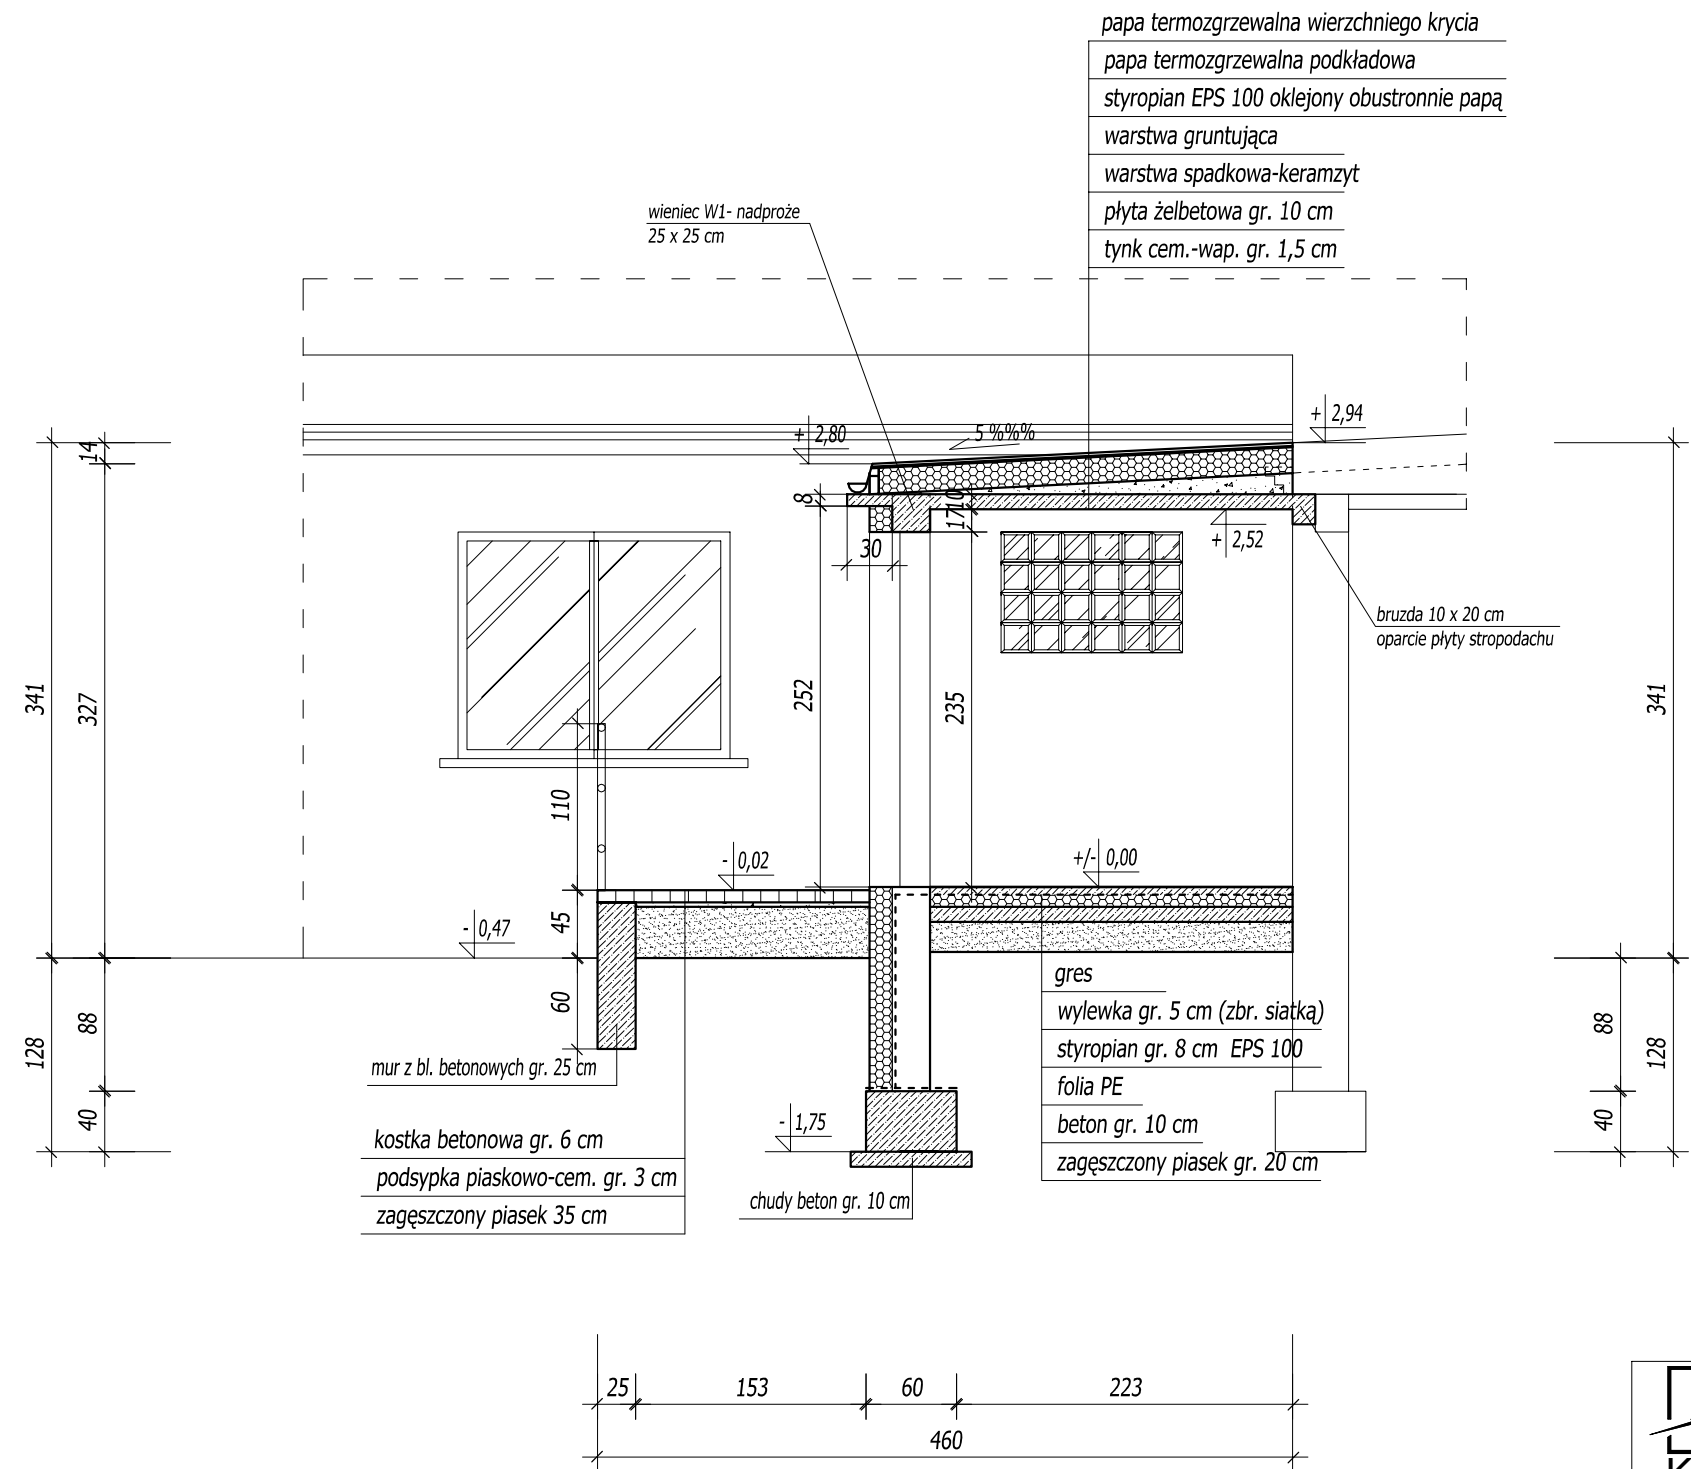 papa termozgrzewalna wierzchniego krycia
papa termozgrzewalna podkładowa
styropian EPS 100 oklejony obustronnie papą
warstwa gruntująca
warstwa spadkowa-keramzyt
płyta żelbetowa gr. 10 cm
tynk cem.-wap. gr. 1,5 cm
wieniec W1- nadproże
25 x 25 cm
+ 2,94
+ 2,80
5 %%%
14
8
10
17
30
+ 2,52
bruzda 10 x 20 cm
oparcie płyty stropodachu
341
327
252
235
341
110
- 0,02
+/- 0,00
- 0,47
45
60
88
128
40
88
128
40
gres
wylewka gr. 5 cm (zbr. siatką)
styropian gr. 8 cm EPS 100
folia PE
beton gr. 10 cm
zagęszczony piasek gr. 20 cm
mur z bl. betonowych gr. 25 cm
- 1,75
kostka betonowa gr. 6 cm
podsypka piaskowo-cem. gr. 3 cm
zagęszczony piasek 35 cm
chudy beton gr. 10 cm
25
153
60
223
460